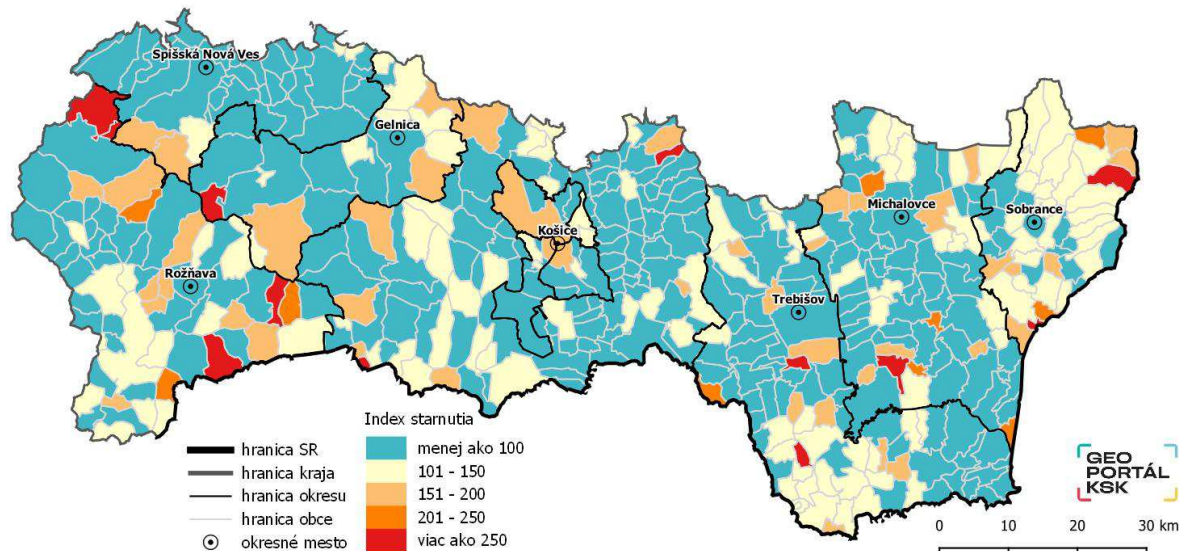 Spišská Nová Ves
Gelnica
Košice
Michalovce
Sobrance
Rožňava
Trebišov
Index starnutia
hranica SR
hranica kraja
hranica okresu
hranica obce
okresné mesto
menej ako 100
101 - 150
151 - 200
201 - 250
viac ako 250
GEO
PORTÁL
KSK
0 10 20 30 km